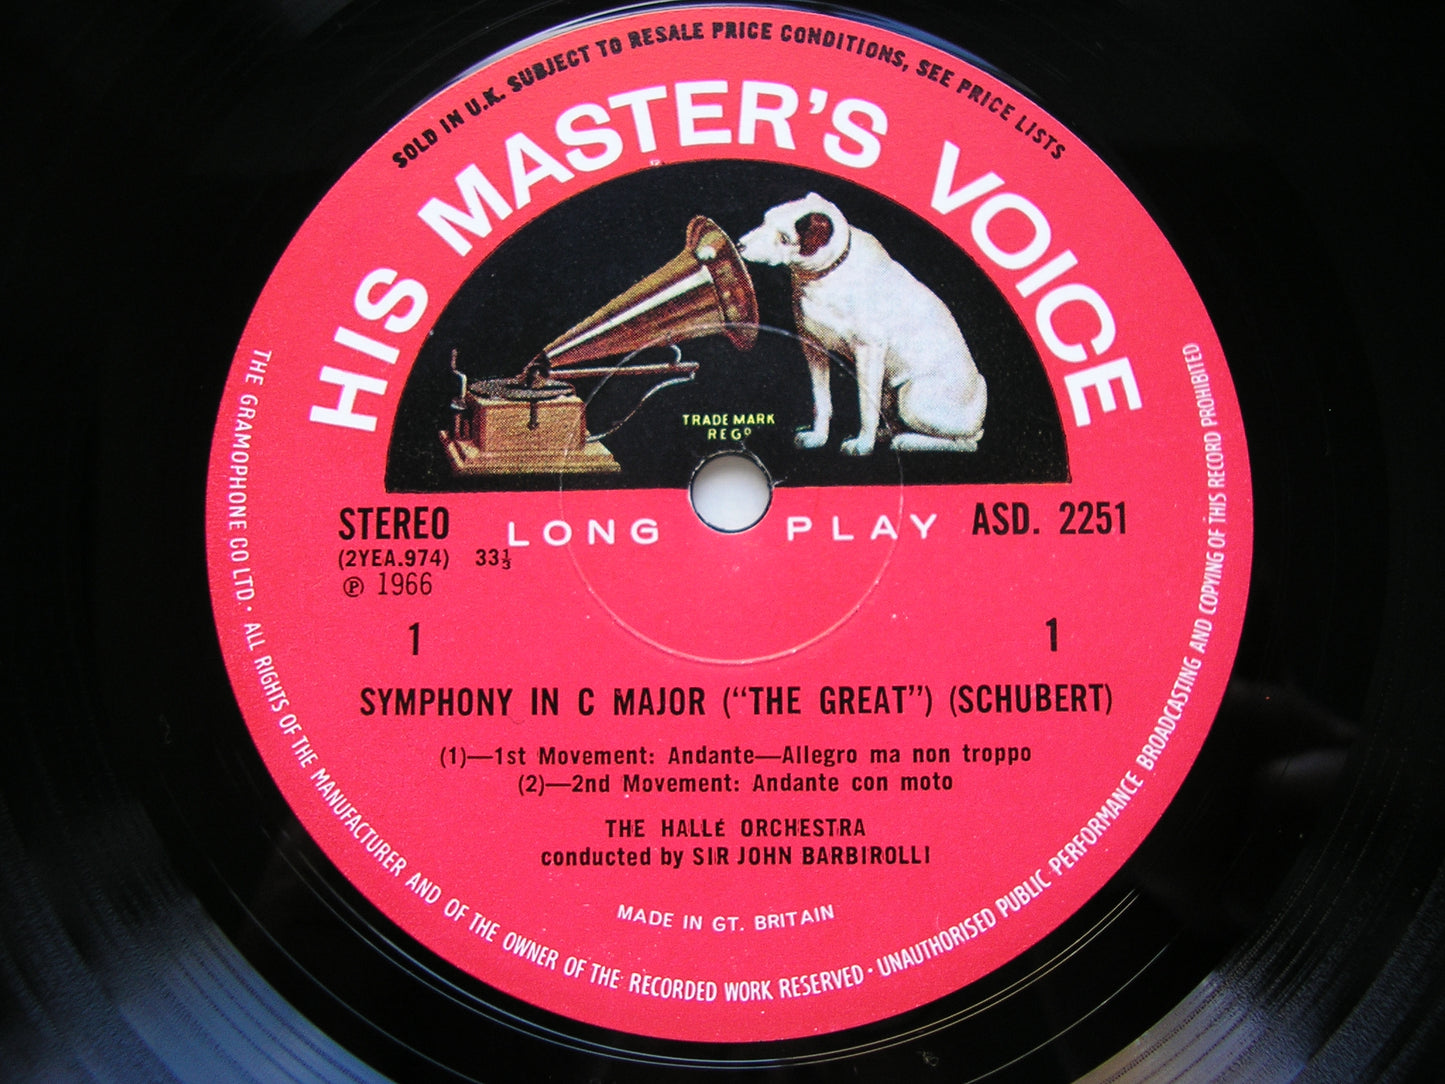 SOLD IN U.K. SUBJECT TO RESALE PRICE CONDITIONS, SEE PRICE LISTS
HIS MASTER'S VOICE
TRADE MARK
REGD
STEREO
LONG PLAY
ASD. 2251
(2YEA.974) 33⅓
℗ 1966
1 1
SYMPHONY IN C MAJOR ("THE GREAT") (SCHUBERT)
(1)—1st Movement: Andante—Allegro ma non troppo
(2)—2nd Movement: Andante con moto
THE HALLÉ ORCHESTRA
conducted by SIR JOHN BARBIROLLI
MADE IN GT. BRITAIN
THE GRAMOPHONE CO LTD. · ALL RIGHTS OF THE MANUFACTURER AND OF THE OWNER OF THE RECORDED WORK RESERVED · UNAUTHORISED PUBLIC PERFORMANCE BROADCASTING AND COPYING OF THIS RECORD PROHIBITED